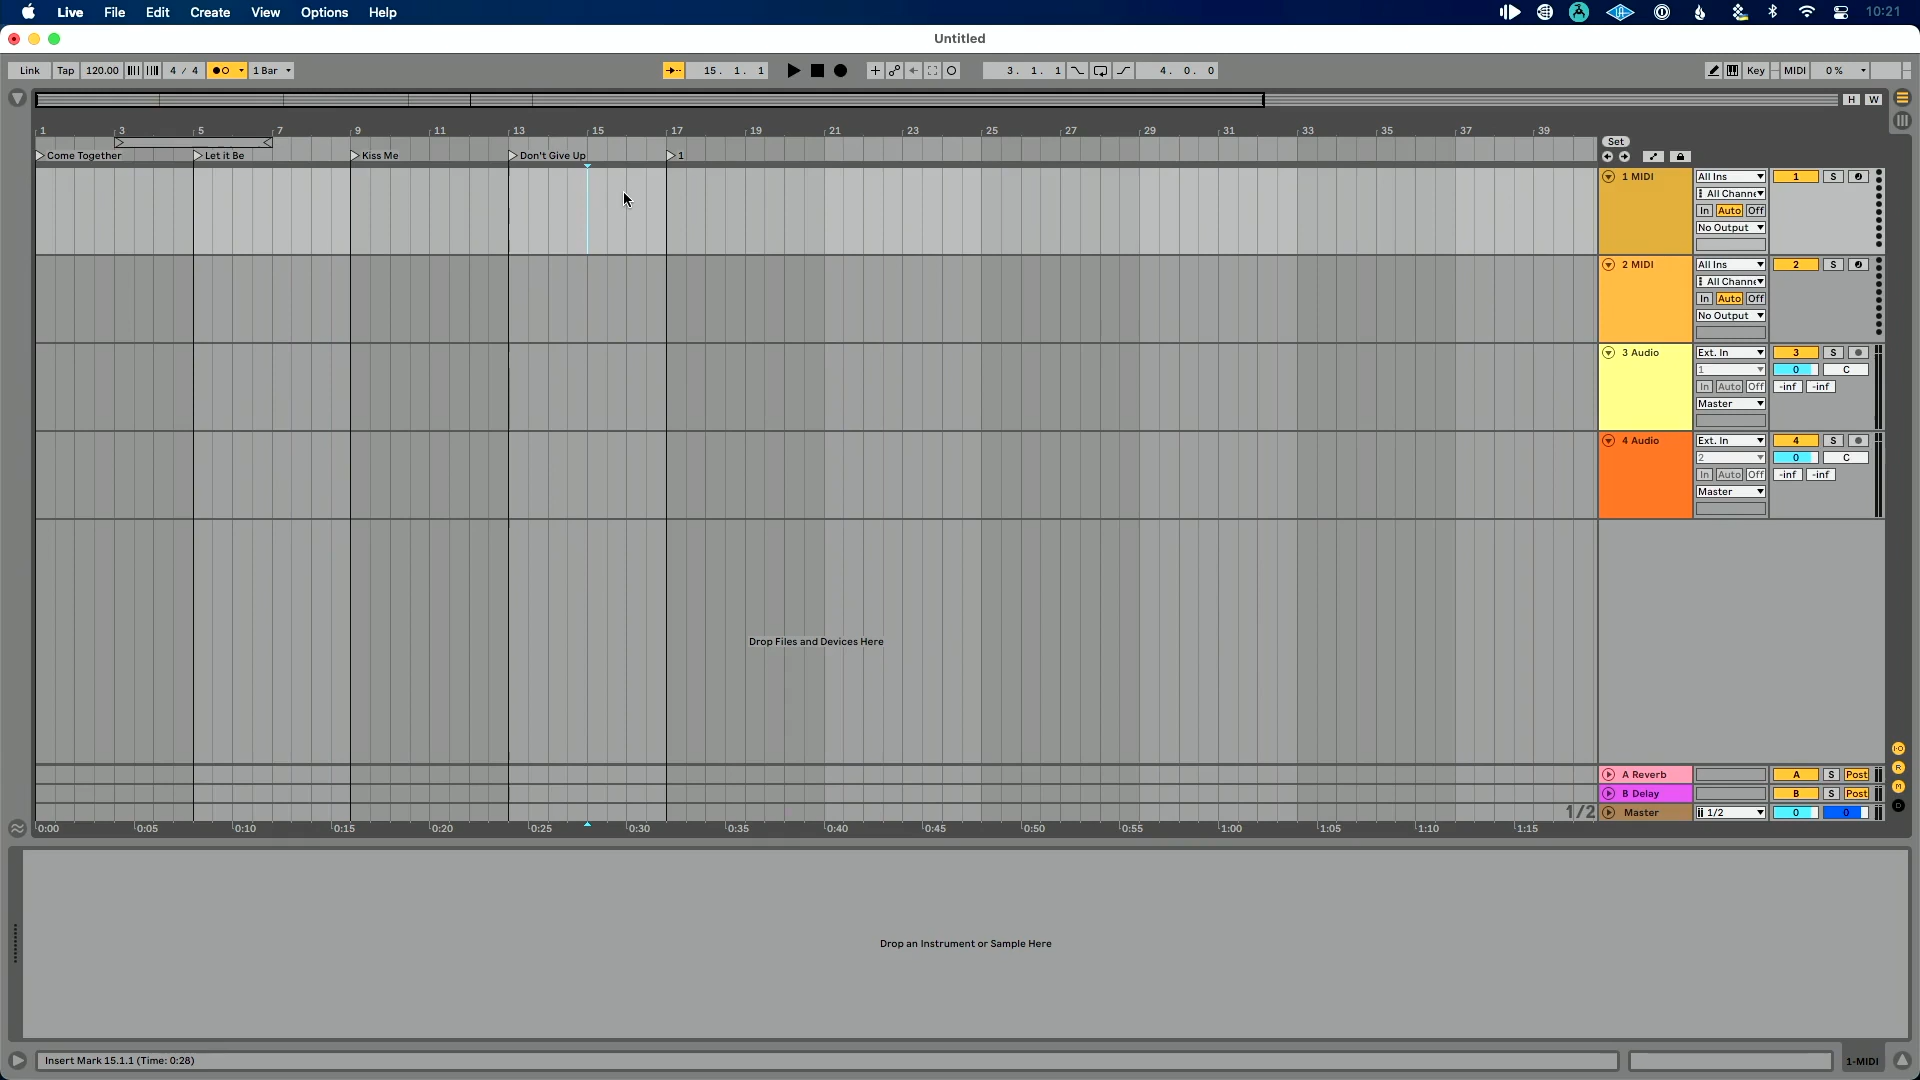 Live File Edit Create View Options Help 10:21
Untitled
Link Tap 120.00 4 / 4 1 Bar 15. 1. 1 3. 1. 1 4. 0. 0 Key MIDI 0 %
H W
1 3 5 7 9 11 13 15 17 19 21 23 25 27 29 31 33 35 37 39
Set
Come Together Let it Be Kiss Me Don't Give Up 1
1 MIDI All Ins 1 S
All Channe
In Auto Off
No Output
2 MIDI All Ins 2 S
All Channe
In Auto Off
No Output
3 Audio Ext. In 3 S
1 0 C
In Auto Off -inf -inf
Master
4 Audio Ext. In 4 S
2 0 C
In Auto Off -inf -inf
Master
Drop Files and Devices Here
A Reverb A S Post
B Delay B S Post
1/2 Master 1/2 0 0
0:00 0:05 0:10 0:15 0:20 0:25 0:30 0:35 0:40 0:45 0:50 0:55 1:00 1:05 1:10 1:15
I·O
R
M
D
Drop an Instrument or Sample Here
Insert Mark 15.1.1 (Time: 0:28) 1-MIDI